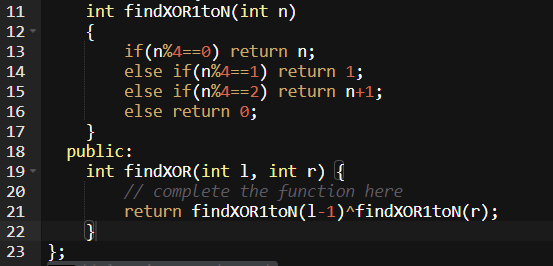 11 int findXOR1toN(int n)
12 {
13 if(n%4==0) return n;
14 else if(n%4==1) return 1;
15 else if(n%4==2) return n+1;
16 else return 0;
17 }
18 public:
19 int findXOR(int l, int r) {
20 // complete the function here
21 return findXOR1toN(l-1)^findXOR1toN(r);
22 }
23 };